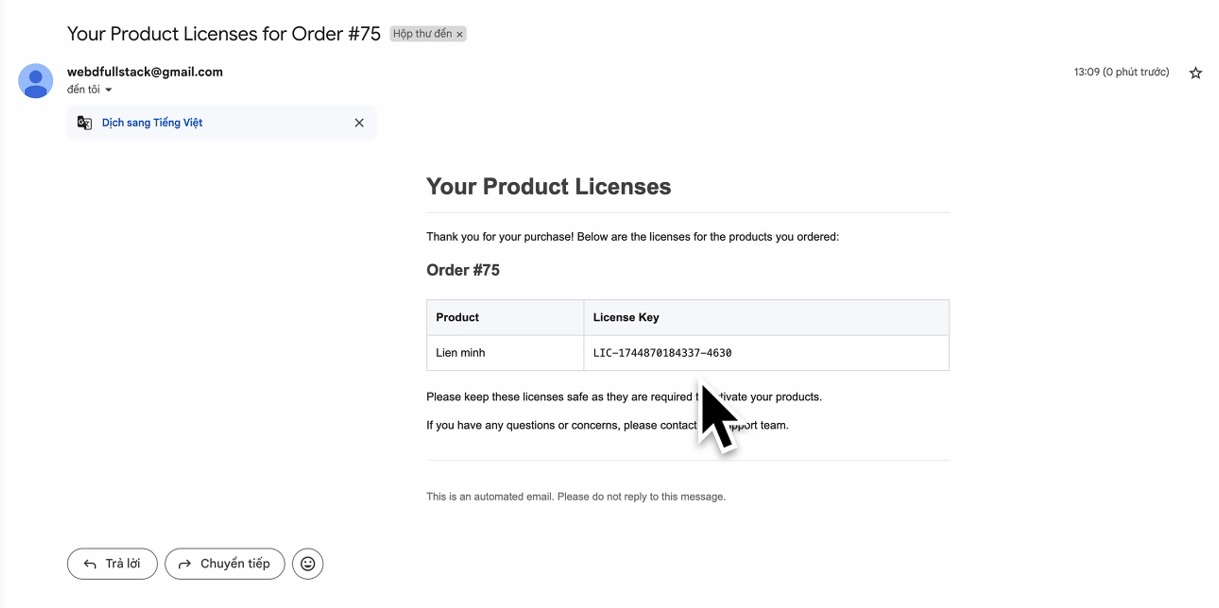 Your Product Licenses for Order #75 Hộp thư đến ×
webdfullstack@gmail.com 13:09 (0 phút trước)
đến tôi
Dịch sang Tiếng Việt
Your Product Licenses
Thank you for your purchase! Below are the licenses for the products you ordered:
Order #75
Product License Key
Lien minh LIC-1744870184337-4630
Please keep these licenses safe as they are required your products.
If you have any questions or concerns, please contact team.
This is an automated email. Please do not reply to this message.
Trả lời Chuyển tiếp